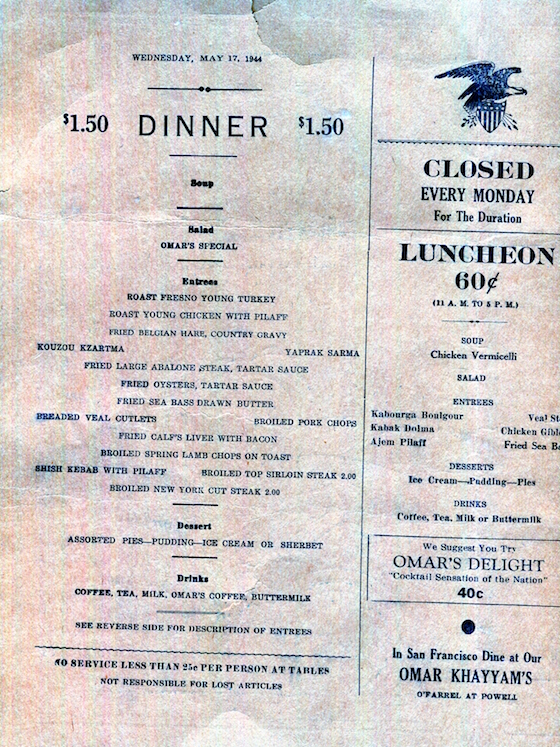 WEDNESDAY, MAY 17, 1944
$1.50 DINNER $1.50
Soup
Salad
OMAR'S SPECIAL
Entrees
ROAST FRESNO YOUNG TURKEY
ROAST YOUNG CHICKEN WITH PILAFF
FRIED BELGIAN HARE, COUNTRY GRAVY
KOUZOU KZARTMA YAPRAK SARMA
FRIED LARGE ABALONE STEAK, TARTAR SAUCE
FRIED OYSTERS, TARTAR SAUCE
FRIED SEA BASS DRAWN BUTTER
BREADED VEAL CUTLETS BROILED PORK CHOPS
FRIED CALF'S LIVER WITH BACON
BROILED SPRING LAMB CHOPS ON TOAST
SHISH KEBAB WITH PILAFF BROILED TOP SIRLOIN STEAK 2.00
BROILED NEW YORK CUT STEAK 2.00
Dessert
ASSORTED PIES—PUDDING—ICE CREAM OR SHERBET
Drinks
COFFEE, TEA, MILK, OMAR'S COFFEE, BUTTERMILK
SEE REVERSE SIDE FOR DESCRIPTION OF ENTREES
NO SERVICE LESS THAN 25c PER PERSON AT TABLES
NOT RESPONSIBLE FOR LOST ARTICLES
CLOSED
EVERY MONDAY
For The Duration
LUNCHEON
60¢
(11 A. M. TO 5 P. M.)
SOUP
Chicken Vermicelli
SALAD
ENTREES
Kabourga Boulgour Veal St
Kabak Dolma Chicken Gibl
Ajem Pilaff Fried Sea Ba
DESSERTS
Ice Cream—Pudding—Pies
DRINKS
Coffee, Tea, Milk or Buttermilk
We Suggest You Try
OMAR'S DELIGHT
"Cocktail Sensation of the Nation"
40c
In San Francisco Dine at Our
OMAR KHAYYAM'S
O'FARREL AT POWELL